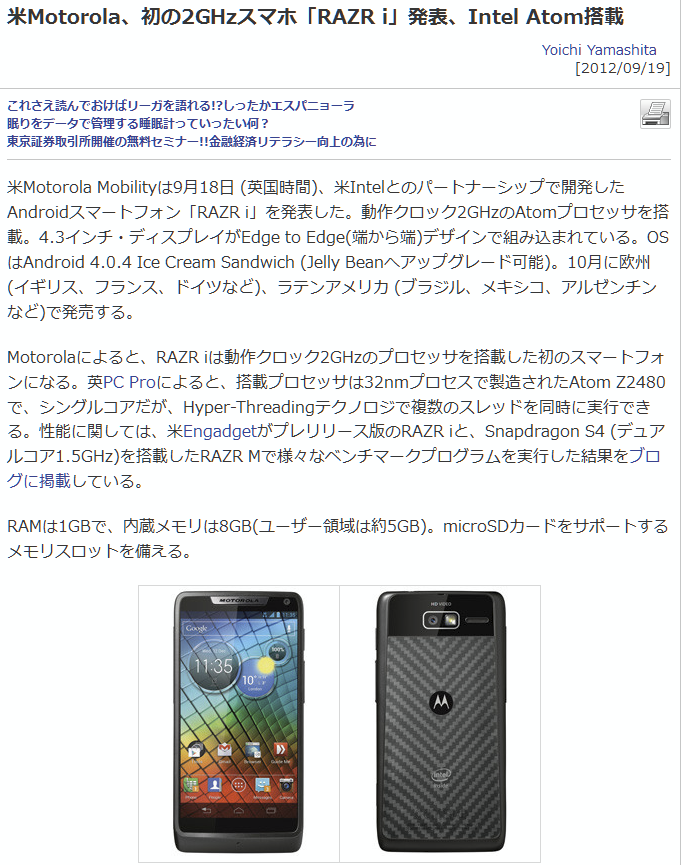 米Motorola、初の2GHzスマホ「RAZR i」発表、Intel Atom搭載
Yoichi Yamashita
[2012/09/19]
これさえ読んでおけばリーガを語れる!?しったかエスパニョーラ
眠りをデータで管理する睡眠計っていったい何？
東京証券取引所開催の無料セミナー!!金融経済リテラシー向上の為に
米Motorola Mobilityは9月18日 (英国時間)、米Intelとのパートナーシップで開発した
Androidスマートフォン「RAZR i」を発表した。動作クロック2GHzのAtomプロセッサを搭
載。4.3インチ・ディスプレイがEdge to Edge(端から端)デザインで組み込まれている。OS
はAndroid 4.0.4 Ice Cream Sandwich (Jelly Beanへアップグレード可能)。10月に欧州
(イギリス、フランス、ドイツなど)、ラテンアメリカ (ブラジル、メキシコ、アルゼンチン
など)で発売する。
Motorolaによると、RAZR iは動作クロック2GHzのプロセッサを搭載した初のスマートフォ
ンになる。英PC Proによると、搭載プロセッサは32nmプロセスで製造されたAtom Z2480
で、シングルコアだが、Hyper-Threadingテクノロジで複数のスレッドを同時に実行でき
る。性能に関しては、米Engadgetがプレリリース版のRAZR iと、Snapdragon S4 (デュア
ルコア1.5GHz)を搭載したRAZR Mで様々なベンチマークプログラムを実行した結果をブロ
グに掲載している。
RAMは1GBで、内蔵メモリは8GB(ユーザー領域は約5GB)。microSDカードをサポートする
メモリスロットを備える。
MOTOROLA
11:35
Google
11:35
100%
10°
London
Gmail
Guide Me
Phone
People
Camera
HD VIDEO
intel
inside